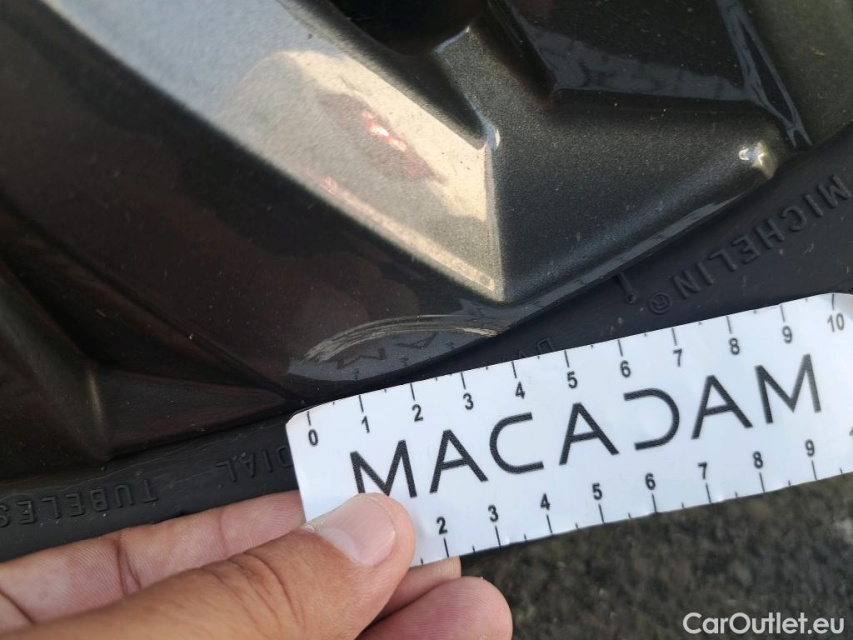 MICHELIN®
RADIAL
TUBELESS
0 1 2 3 4 5 6 7 8 9 10
MACADAM
2 3 4 5 6 7 8 9
CarOutlet.eu